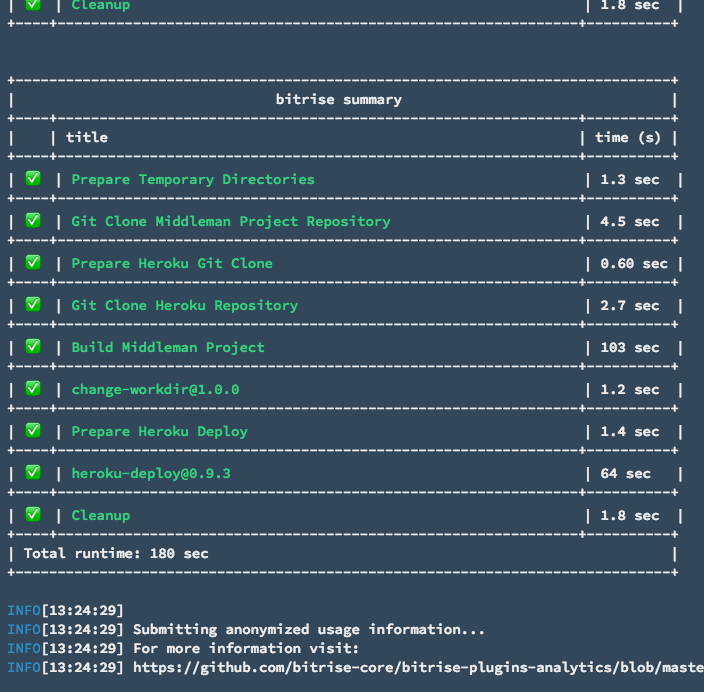 | ✅ | Cleanup | 1.8 sec |
+----+---------------------------------------------------------------+----------+
+-------------------------------------------------------------------------------+
| bitrise summary |
+----+---------------------------------------------------------------+----------+
| | title | time (s) |
+----+---------------------------------------------------------------+----------+
| ✅ | Prepare Temporary Directories | 1.3 sec |
+----+---------------------------------------------------------------+----------+
| ✅ | Git Clone Middleman Project Repository | 4.5 sec |
+----+---------------------------------------------------------------+----------+
| ✅ | Prepare Heroku Git Clone | 0.60 sec |
+----+---------------------------------------------------------------+----------+
| ✅ | Git Clone Heroku Repository | 2.7 sec |
+----+---------------------------------------------------------------+----------+
| ✅ | Build Middleman Project | 103 sec |
+----+---------------------------------------------------------------+----------+
| ✅ | change-workdir@1.0.0 | 1.2 sec |
+----+---------------------------------------------------------------+----------+
| ✅ | Prepare Heroku Deploy | 1.4 sec |
+----+---------------------------------------------------------------+----------+
| ✅ | heroku-deploy@0.9.3 | 64 sec |
+----+---------------------------------------------------------------+----------+
| ✅ | Cleanup | 1.8 sec |
+----+---------------------------------------------------------------+----------+
| Total runtime: 180 sec |
+-------------------------------------------------------------------------------+
INFO[13:24:29]
INFO[13:24:29] Submitting anonymized usage information...
INFO[13:24:29] For more information visit:
INFO[13:24:29] https://github.com/bitrise-core/bitrise-plugins-analytics/blob/maste